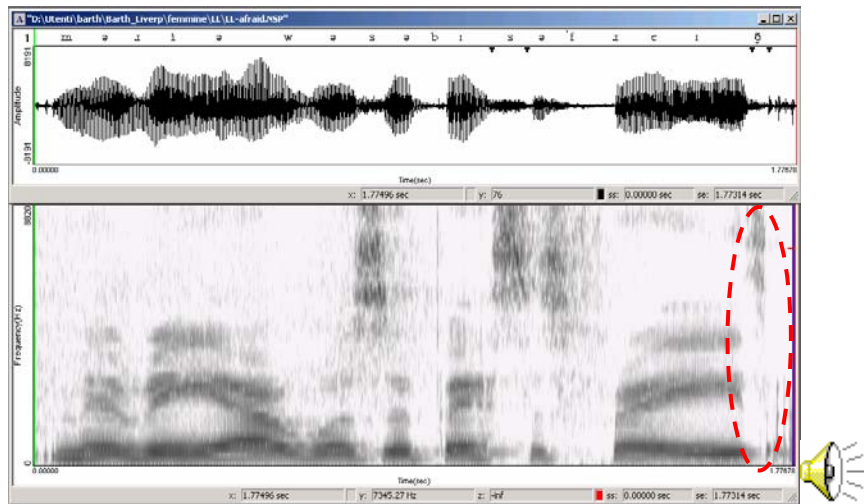 "D:\Utenti\barth\Barth_Liverp\femmine\LL\LL-afraid.NSP"
1 m ə ɹ ɪ ə w ə z ə b ɪ z ə ˈf ɹ e ɪ
8191
Amplitude
-8191
0.00000 1.77678
Time(sec)
x: 1.77496 sec y: 76 ss: 0.00000 sec se: 1.77314 sec
8820
Frequency(Hz)
0
0.00000 1.77678
Time(sec)
x: 1.77496 sec y: 7345.27 Hz z: -Inf ss: 0.00000 sec se: 1.77314 sec